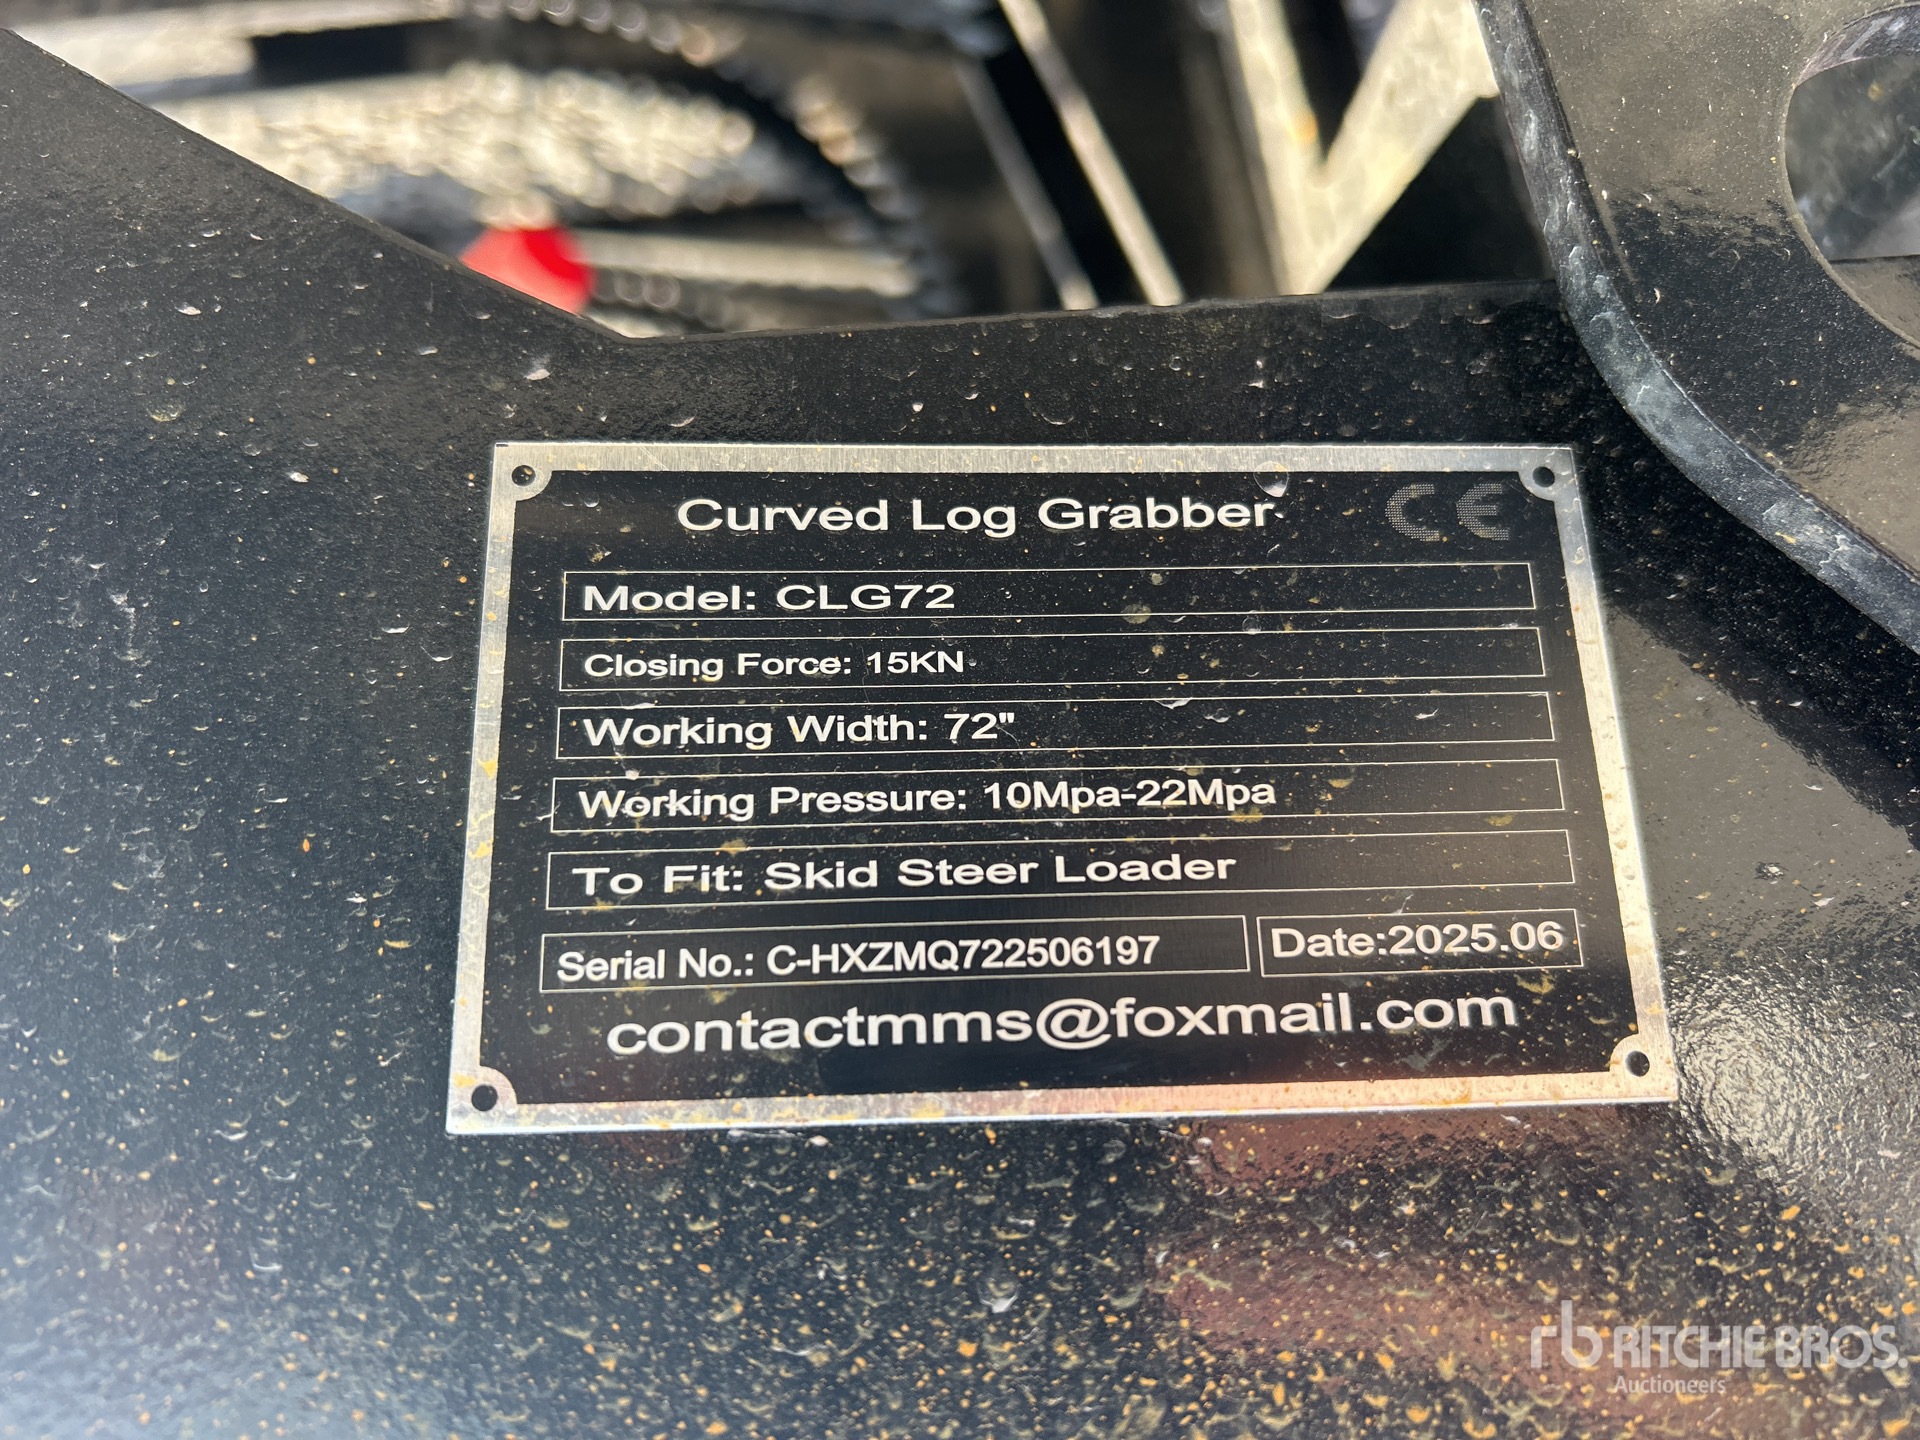 Curved Log Grabber CE
Model: CLG72
Closing Force: 15KN
Working Width: 72"
Working Pressure: 10Mpa-22Mpa
To Fit: Skid Steer Loader
Serial No.: C-HXZMQ722506197 Date:2025.06
contactmms@foxmail.com
rb RITCHIE BROS.
Auctioneers